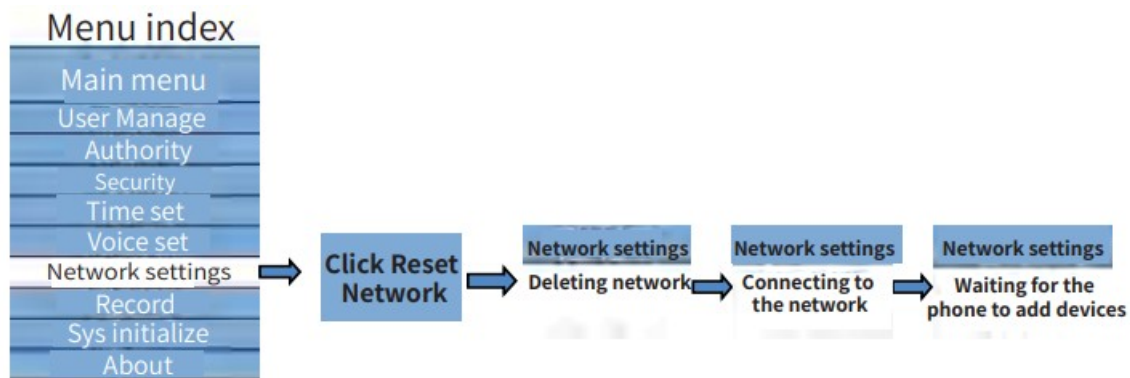 Menu index
Main menu
User Manage
Authority
Security
Time set
Voice set
Network settings
Record
Sys initialize
About
Click Reset
Network
Network settings
Deleting network
Network settings
Connecting to
the network
Network settings
Waiting for the
phone to add devices